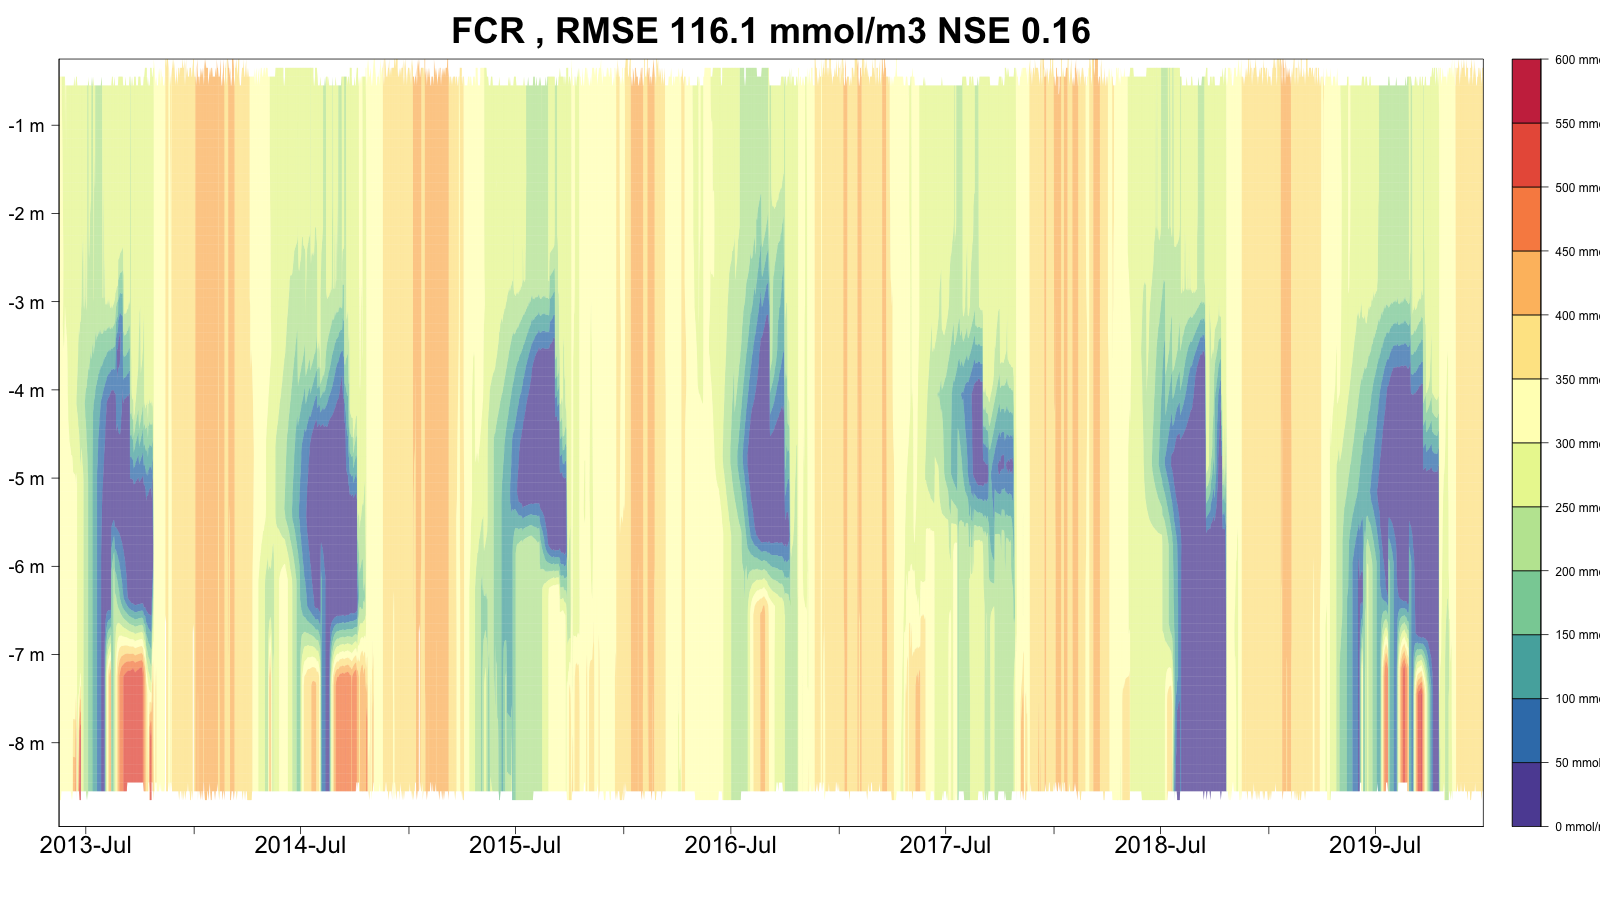 FCR , RMSE 116.1 mmol/m3 NSE 0.16
-1 m
-2 m
-3 m
-4 m
-5 m
-6 m
-7 m
-8 m
2013-Jul 2014-Jul 2015-Jul 2016-Jul 2017-Jul 2018-Jul 2019-Jul
600 mm
550 mm
500 mm
450 mm
400 mm
350 mm
300 mm
250 mm
200 mm
150 mm
100 mm
50 mmol
0 mmol/